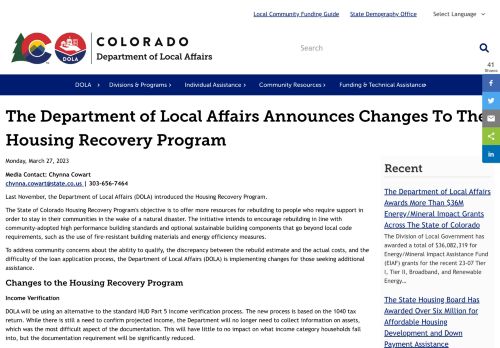 Local Community Funding Guide
State Demography Office
Select Language
COLORADO
Department of Local Affairs
DOLA
Search
41
Shares
DOLA
Divisions & Programs
Individual Assistance
Community Resources
Funding & Technical Assistance
The Department of Local Affairs Announces Changes To The
Housing Recovery Program
Monday, March 27, 2023
Media Contact: Chynna Cowart
chynna.cowart@state.co.us | 303-656-7464
Last November, the Department of Local Affairs (DOLA) introduced the Housing Recovery Program.
The State of Colorado Housing Recovery Program's objective is to offer more resources for rebuilding to people who require support in
order to stay in their communities in the wake of a natural disaster. The initiative intends to encourage rebuilding in line with
community-adopted high performance building standards and optional sustainable building components that go beyond local code
requirements, such as the use of fire-resistant building materials and energy efficiency measures.
To address community concerns about the ability to qualify, the discrepancy between the rebuild estimate and the actual costs, and the
difficulty of the loan application process, the Department of Local Affairs (DOLA) is implementing changes for those seeking additional
assistance.
Changes to the Housing Recovery Program
Income Verification
DOLA will be using an alternative to the standard HUD Part 5 income verification process. The new process is based on the 1040 tax
return. While there is still a need to confirm projected income, the Department no longer need to collect information on assets,
which was the most difficult aspect of the documentation. This will have little to no impact on what income category households fall
into, but the documentation requirement will be significantly reduced.
Recent
The Department of Local Affairs
Awards More Than $36M
Energy/Mineral Impact Grants
Across The State of Colorado
The Division of Local Government has
awarded a total of $36,082,319 for
Energy/Mineral Impact Assistance Fund
(EIAF) grants for the recent 23-07 Tier
I, Tier II, Broadband, and Renewable
Energy...
The State Housing Board Has
Awarded Over Six Million for
Affordable Housing
Development and Down
Payment Assistance